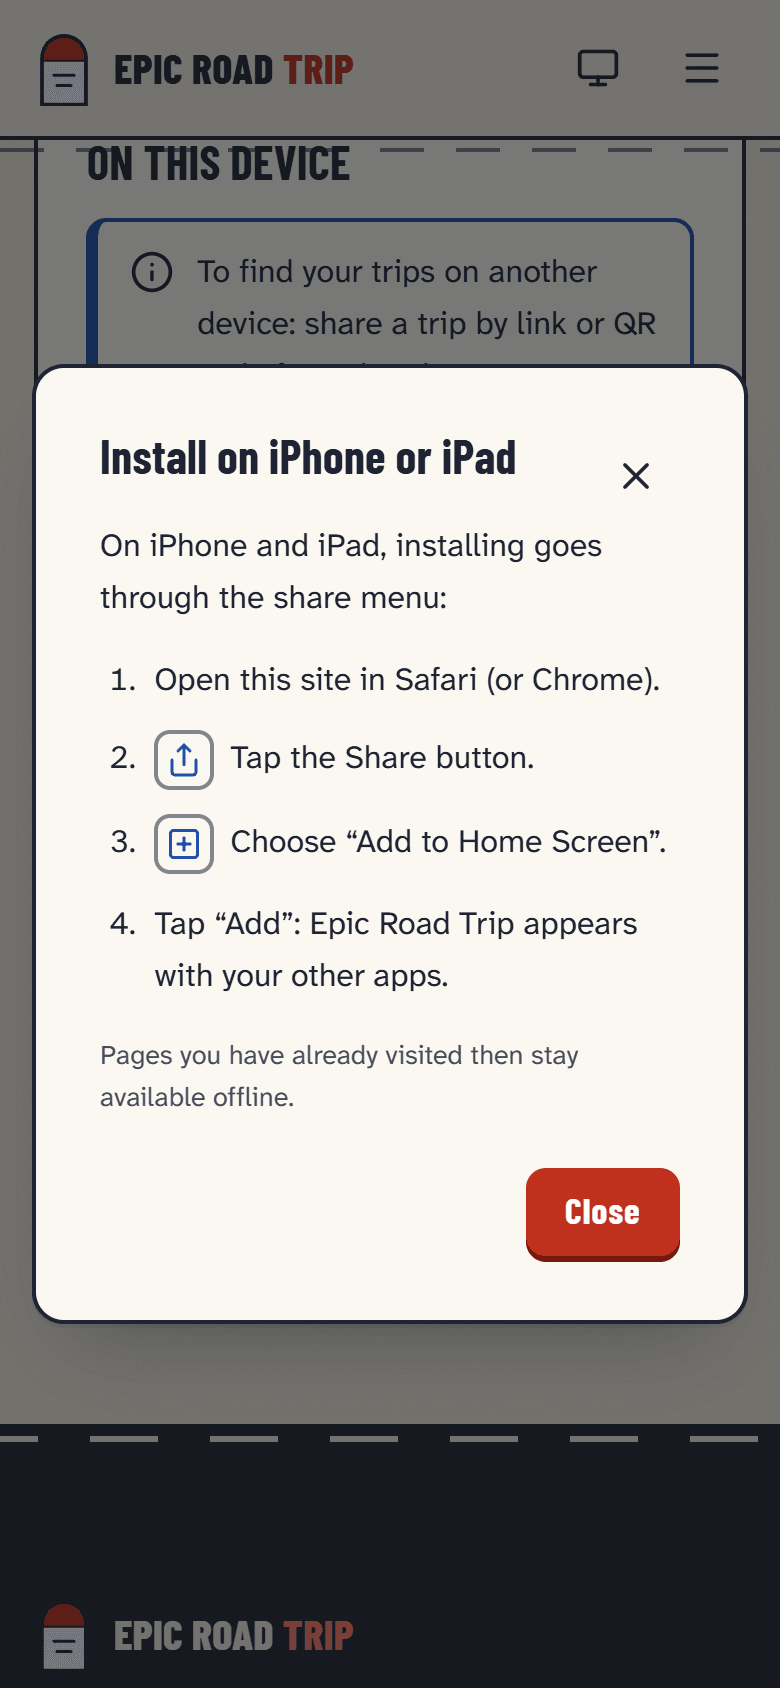 EPIC ROAD TRIP
ON THIS DEVICE
To find your trips on another
device: share a trip by link or QR
Install on iPhone or iPad
On iPhone and iPad, installing goes
through the share menu:
1. Open this site in Safari (or Chrome).
2. Tap the Share button.
3. Choose “Add to Home Screen”.
4. Tap “Add”: Epic Road Trip appears
with your other apps.
Pages you have already visited then stay
available offline.
Close
EPIC ROAD TRIP